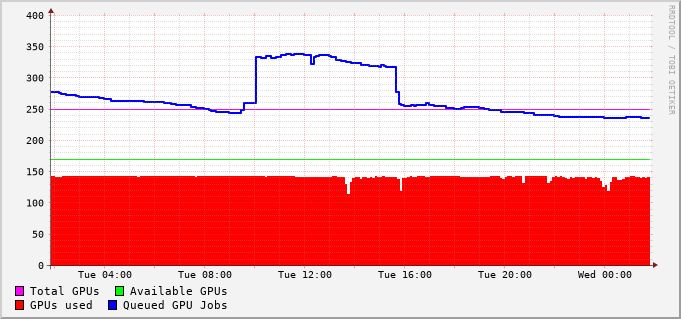 RRDTOOL / TOBI OETIKER
400
350
300
250
200
150
100
50
0
Tue 04:00 Tue 08:00 Tue 12:00 Tue 16:00 Tue 20:00 Wed 00:00
Total GPUs Available GPUs
GPUs used Queued GPU Jobs